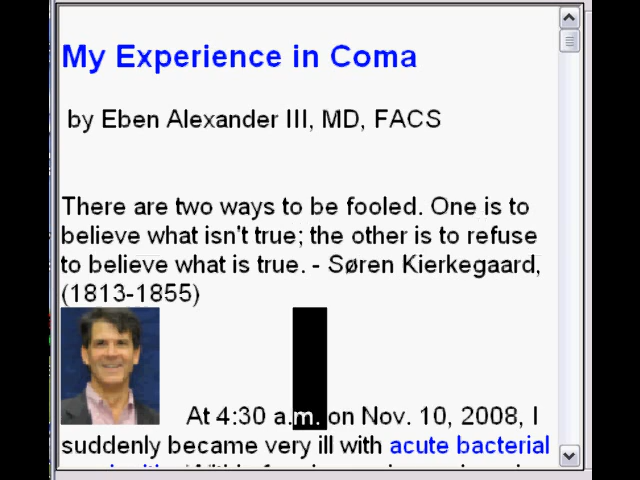 My Experience in Coma
by Eben Alexander III, MD, FACS
There are two ways to be fooled. One is to
believe what isn't true; the other is to refuse
to believe what is true. - Søren Kierkegaard,
(1813-1855)
At 4:30 a.m. on Nov. 10, 2008, I
suddenly became very ill with acute bacterial